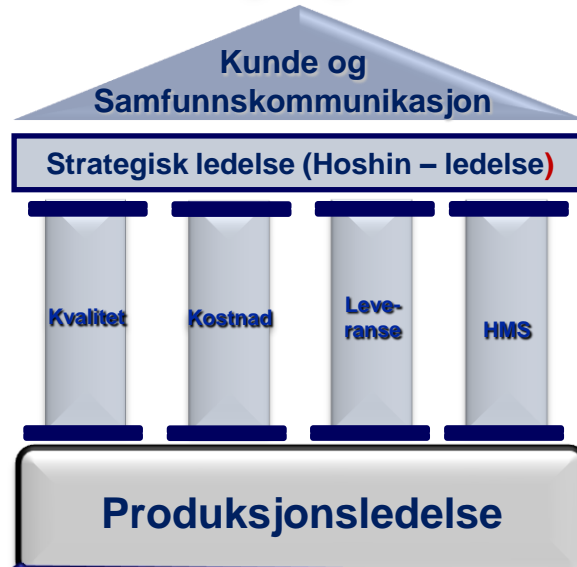 Kunde og
Samfunnskommunikasjon
Strategisk ledelse (Hoshin – ledelse)
Kvalitet
Kostnad
Leve-
ranse
HMS
Produksjonsledelse